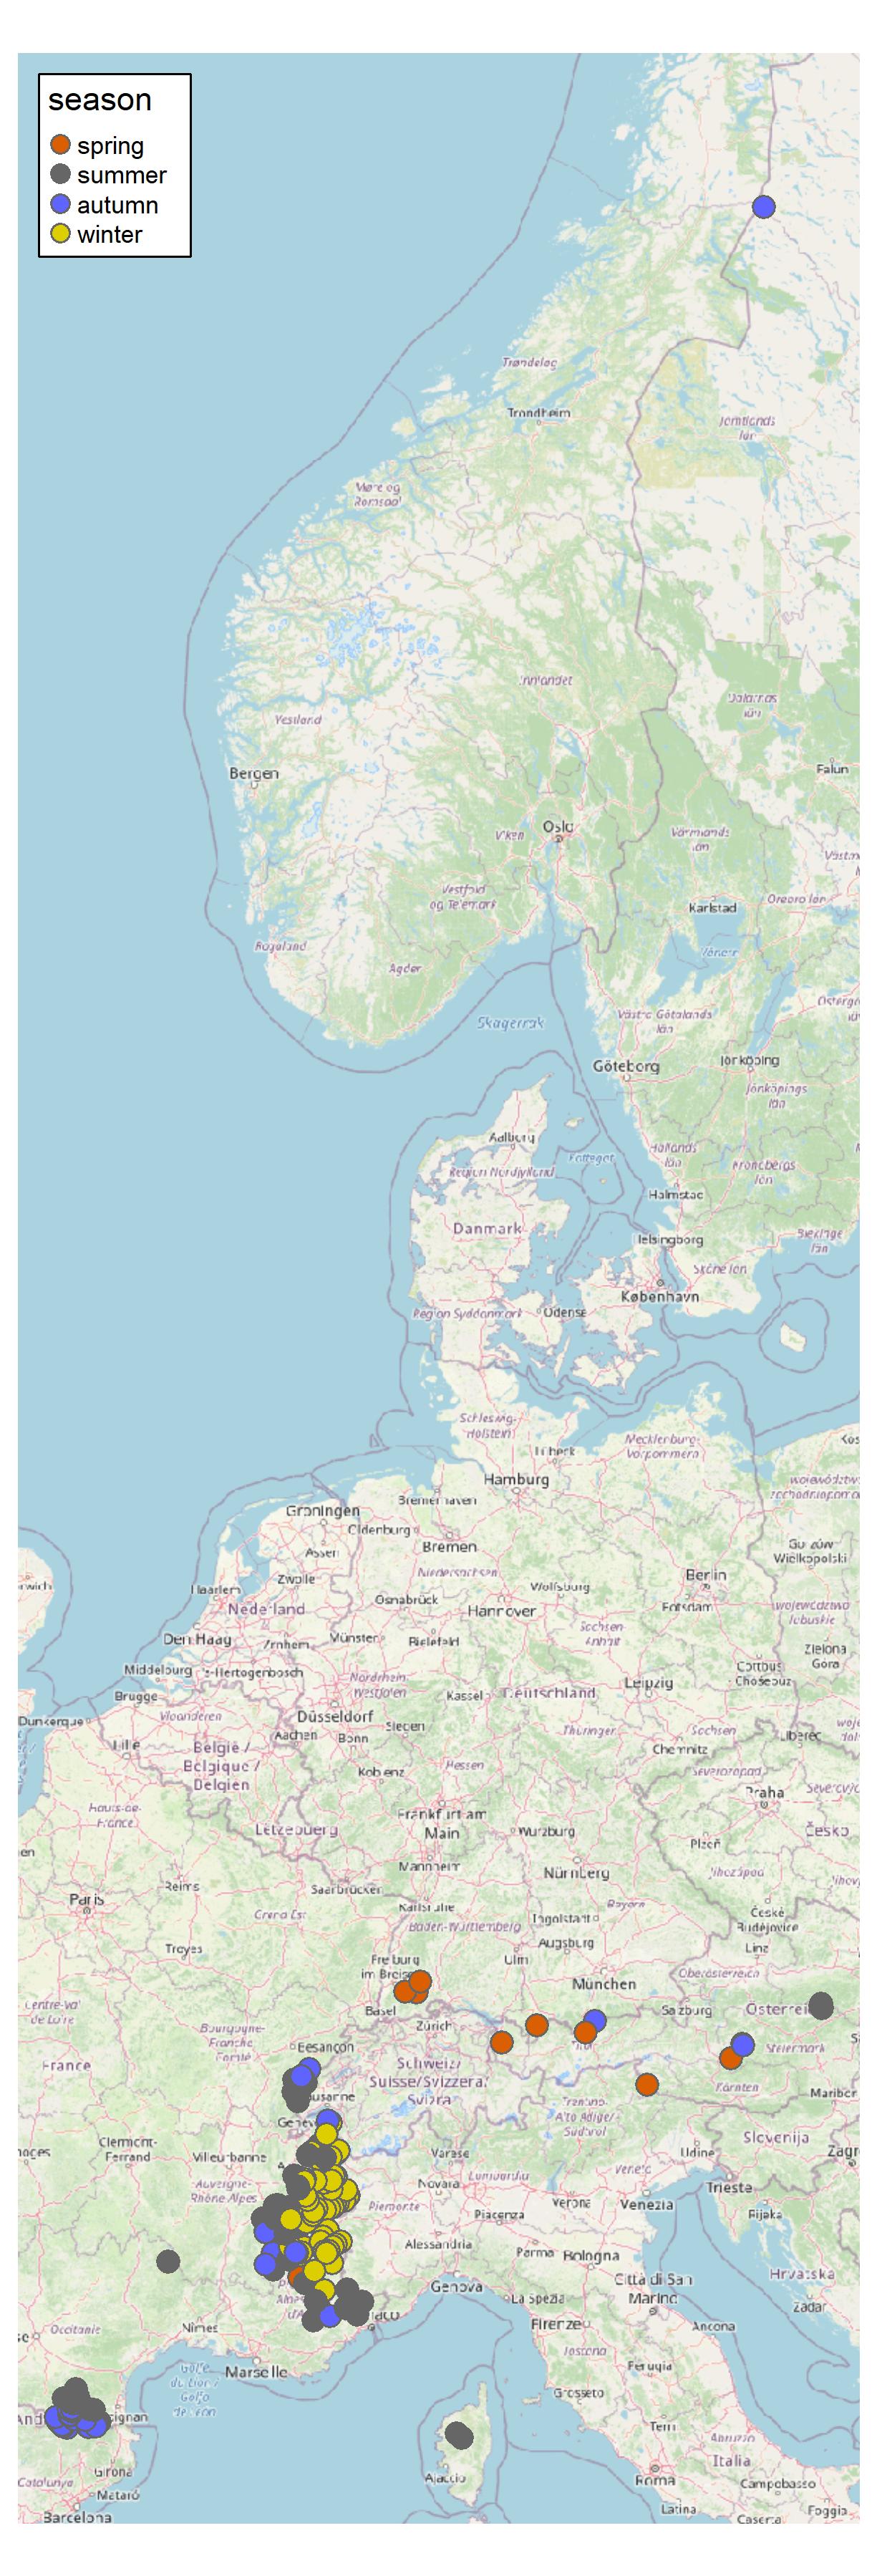 season
spring
summer
autumn
winter
Trøndelag
Trondheim
Jämtlands
län
Møre og
Romsdal
Innlandet
Vestland
Dalarnas
län
Bergen
Falun
Oslo
Viken
Värmlands
län
Vestfold
og Telemark
Karlstad
Örebro län
Rogaland
Agder
Vänern
Skagerrak
Västra Götalands
län
Göteborg
Jönköping
Jönköpings
län
Aalborg
Region Nordjylland
Kattegat
Hallands
län
Kronobergs
län
Halmstad
Danmark
Helsingborg
Blekinge
län
Skåne län
København
Region Syddanmark
Odense
Schleswig-
Holstein
Lübeck
Mecklenburg-
Vorpommern
Hamburg
Groningen
Bremerhaven
Oldenburg
Assen
Bremen
Zwolle
Niedersachsen
Haarlem
Nederland
Osnabrück
Hannover
Wolfsburg
Berlin
Potsdam
Gorzów
Wielkopolski
województwo
lubuskie
Den Haag
Arnhem
Münster
Bielefeld
Sachsen-
Anhalt
Zielona
Góra
Middelburg
's-Hertogenbosch
Cottbus
Chóśebuz
Brugge
Nordrhein-
Westfalen
Kassel
Deutschland
Leipzig
Dunkerque
Vlaanderen
Düsseldorf
Siegen
Lille
Aachen
Bonn
Thüringen
Sachsen
Liberec
België /
Belgique /
Belgien
Chemnitz
Koblenz
Hessen
Severozápad
Praha
Hauts-de-
France
Frankfurt am
Main
Lëtzebuerg
Würzburg
Plzeň
Česko
Mannheim
Nürnberg
Jihozápad
Reims
Saarbrücken
Paris
Karlsruhe
Bayern
Grand Est
Baden-Württemberg
Ingolstadt
České
Budějovice
Troyes
Augsburg
Linz
Freiburg
im Breisg
Ulm
München
Oberösterreich
Basel
Salzburg
Österrei
Centre-Val
de Loire
Zürich
Bourgogne-
Franche-
Comté
Besançon
Tirol
Steiermark
France
Schweiz/
Suisse/Svizzera/
Svizra
Kärnten
Maribor
ausanne
Trentino-
Alto Adige/
Südtirol
Genev
Clermont-
Ferrand
Villeurbanne
Varese
Udine
Slovenija
Zagr
Auvergne-
Rhône-Alpes
Novara
Lombardia
Veneto
Trieste
Piemonte
Piacenza
Verona
Venezia
Rijeka
Alessandria
Parma
Bologna
Hrvatska
Genova
La Spezia
Città di San
Marino
Zadar
Occitanie
Nîmes
Firenze
Ancona
Marseille
Toscana
Golfe
du Lion /
Golfo
de León
Perugia
Grosseto
And
ignan
Terni
Abruzzo
Italia
Girona
Catalunya
Ajaccio
Roma
Campobasso
Mataró
Latina
Foggia
Barcelona
Caserta